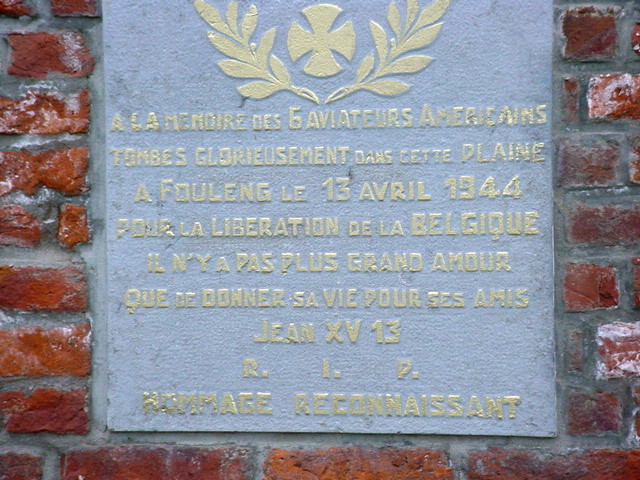 A LA MEMOIRE DES 6 AVIATEURS AMERIÇAINS
TOMBES GLORIEUSEMENT DANS CETTE PLAINE
A FOULENG LE 13 AVRIL 1944
POUR LA LIBERATION DE LA BELGIQUE
IL N'Y A PAS PLUS GRAND AMOUR
QUE DE DONNER SA VIE POUR SES AMIS
JEAN XV 13
R. I. P.
HOMMAGE RECONNAISSANT